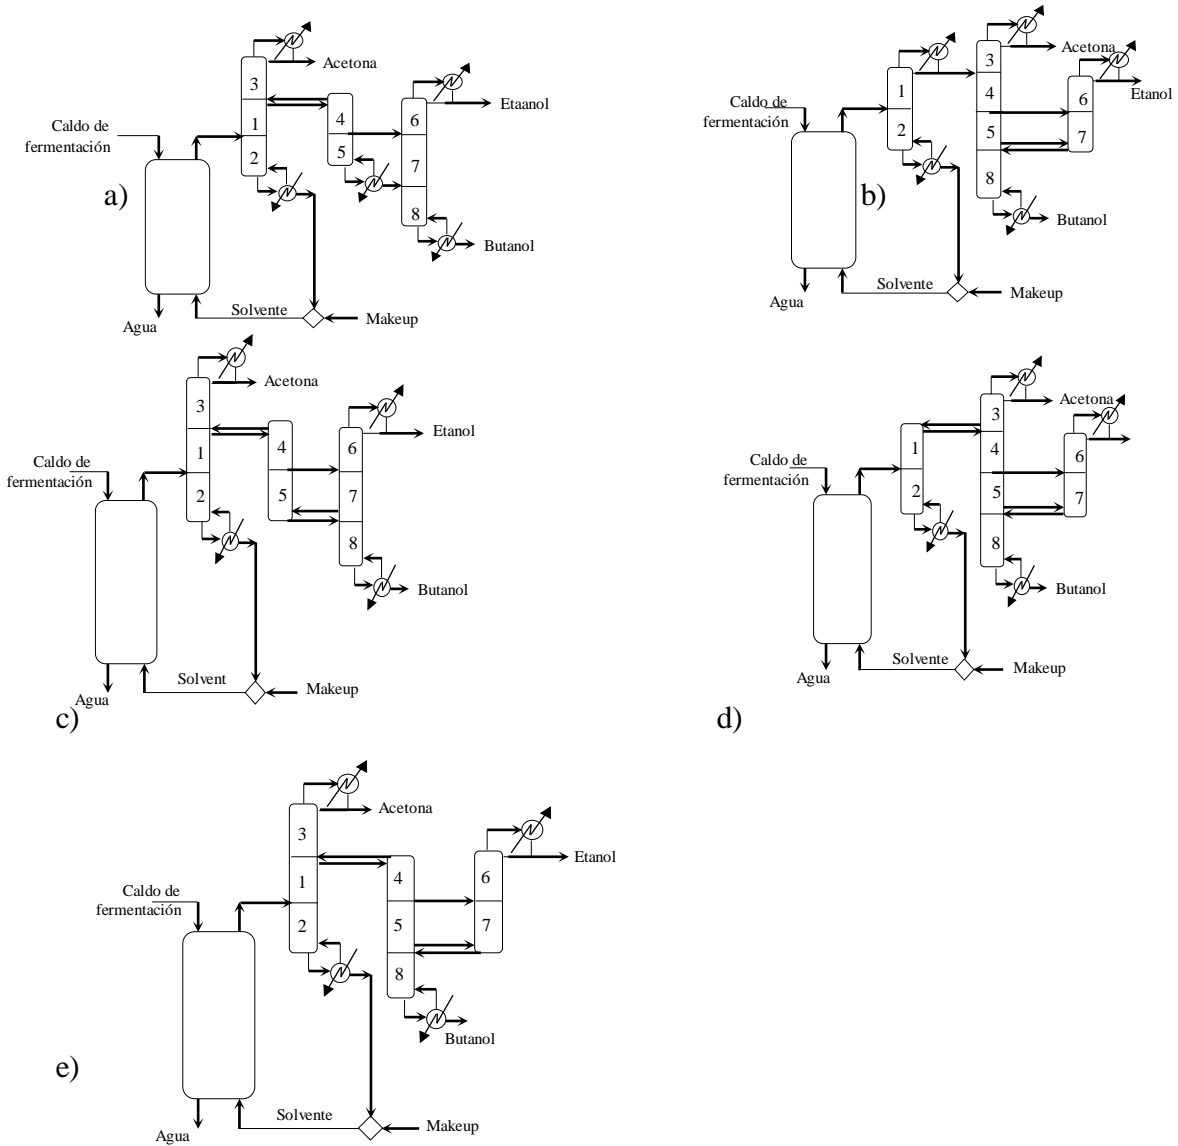 Acetona
3
Etaanol
Caldo de
fermentación
1
4
6
2
5
7
a)
8
Butanol
Solvente
Makeup
Agua
Acetona
3
Etanol
Caldo de
fermentación
1
4
6
2
5
7
b)
8
Butanol
Solvente
Makeup
Agua
Acetona
3
Etanol
Caldo de
fermentación
1
4
6
2
5
7
8
Butanol
Solvent
Makeup
Agua
c)
Acetona
3
Caldo de
fermentación
1
4
6
2
5
7
8
Butanol
Solvente
Makeup
Agua
d)
Acetona
3
Etanol
Caldo de
fermentación
1
4
6
2
5
7
8
Butanol
e)
Solvente
Makeup
Agua